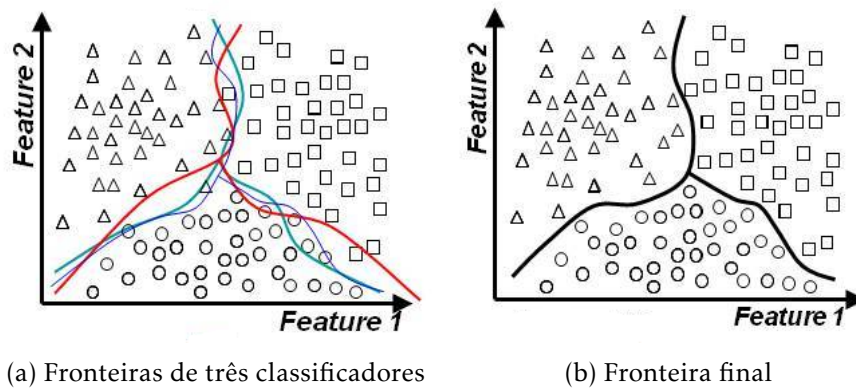 Feature 2
Feature 1
(a) Fronteiras de três classificadores
Feature 2
Feature 1
(b) Fronteira final